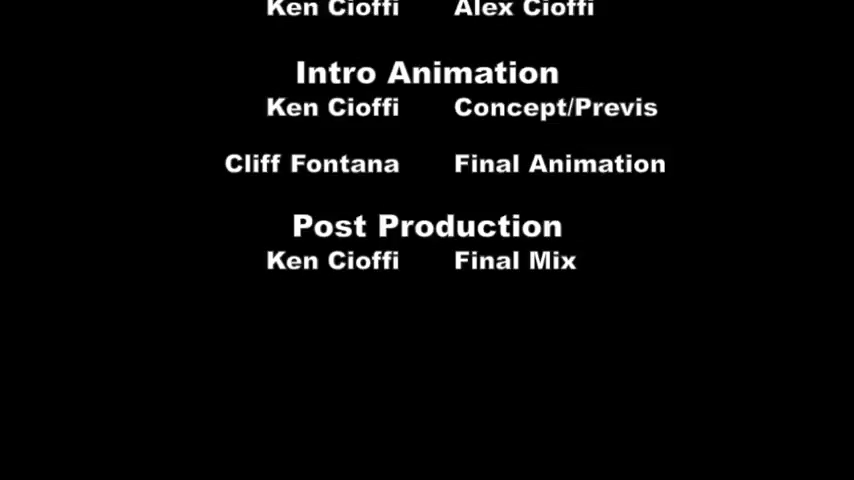 Ken Cioffi Alex Cioffi
Intro Animation
Ken Cioffi Concept/Previs
Cliff Fontana Final Animation
Post Production
Ken Cioffi Final Mix